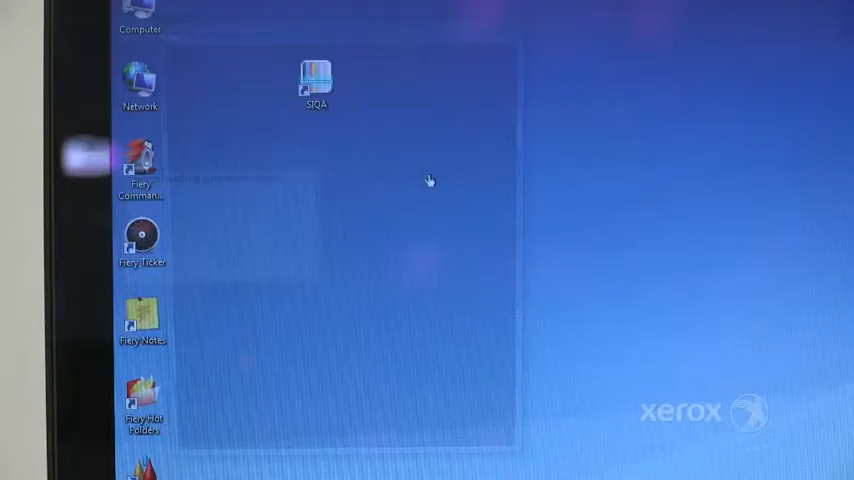 Computer
SIQA
Network
Fiery
Comman...
Fiery Ticker
Fiery Notes
Fiery Hot
Folders
xerox